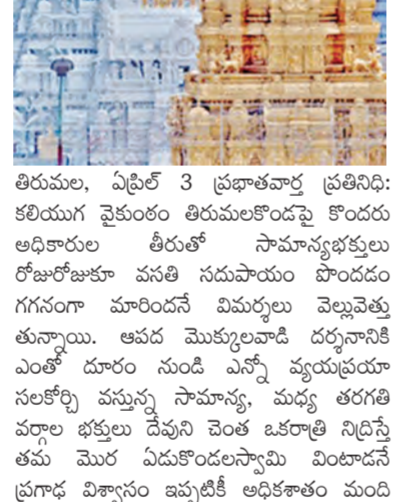 తిరుమల, ఏప్రిల్ 3 ప్రభాతవార్త ప్రతినిధి:
కలియుగ వైకుంఠం తిరుమలకొండపై కొందరు
అధికారుల తీరుతో సామాన్యభక్తులు
రోజురోజుకూ వసతి సదుపాయం పొందడం
గగనంగా మారిందనే విమర్శలు వెల్లువెత్తు
తున్నాయి. ఆపద మొక్కులవాడి దర్శనానికి
ఎంతో దూరం నుండి ఎన్నో వ్యయప్రయా
సలకోర్చి వస్తున్న సామాన్య, మధ్య తరగతి
వర్గాల భక్తులు దేవుని చెంత ఒకరాత్రి నిద్రిస్తే
తమ మొర ఏడుకొండలస్వామి వింటాడనే
ప్రగాఢ విశ్వాసం ఇప్పటికీ అధికశాతం మంది